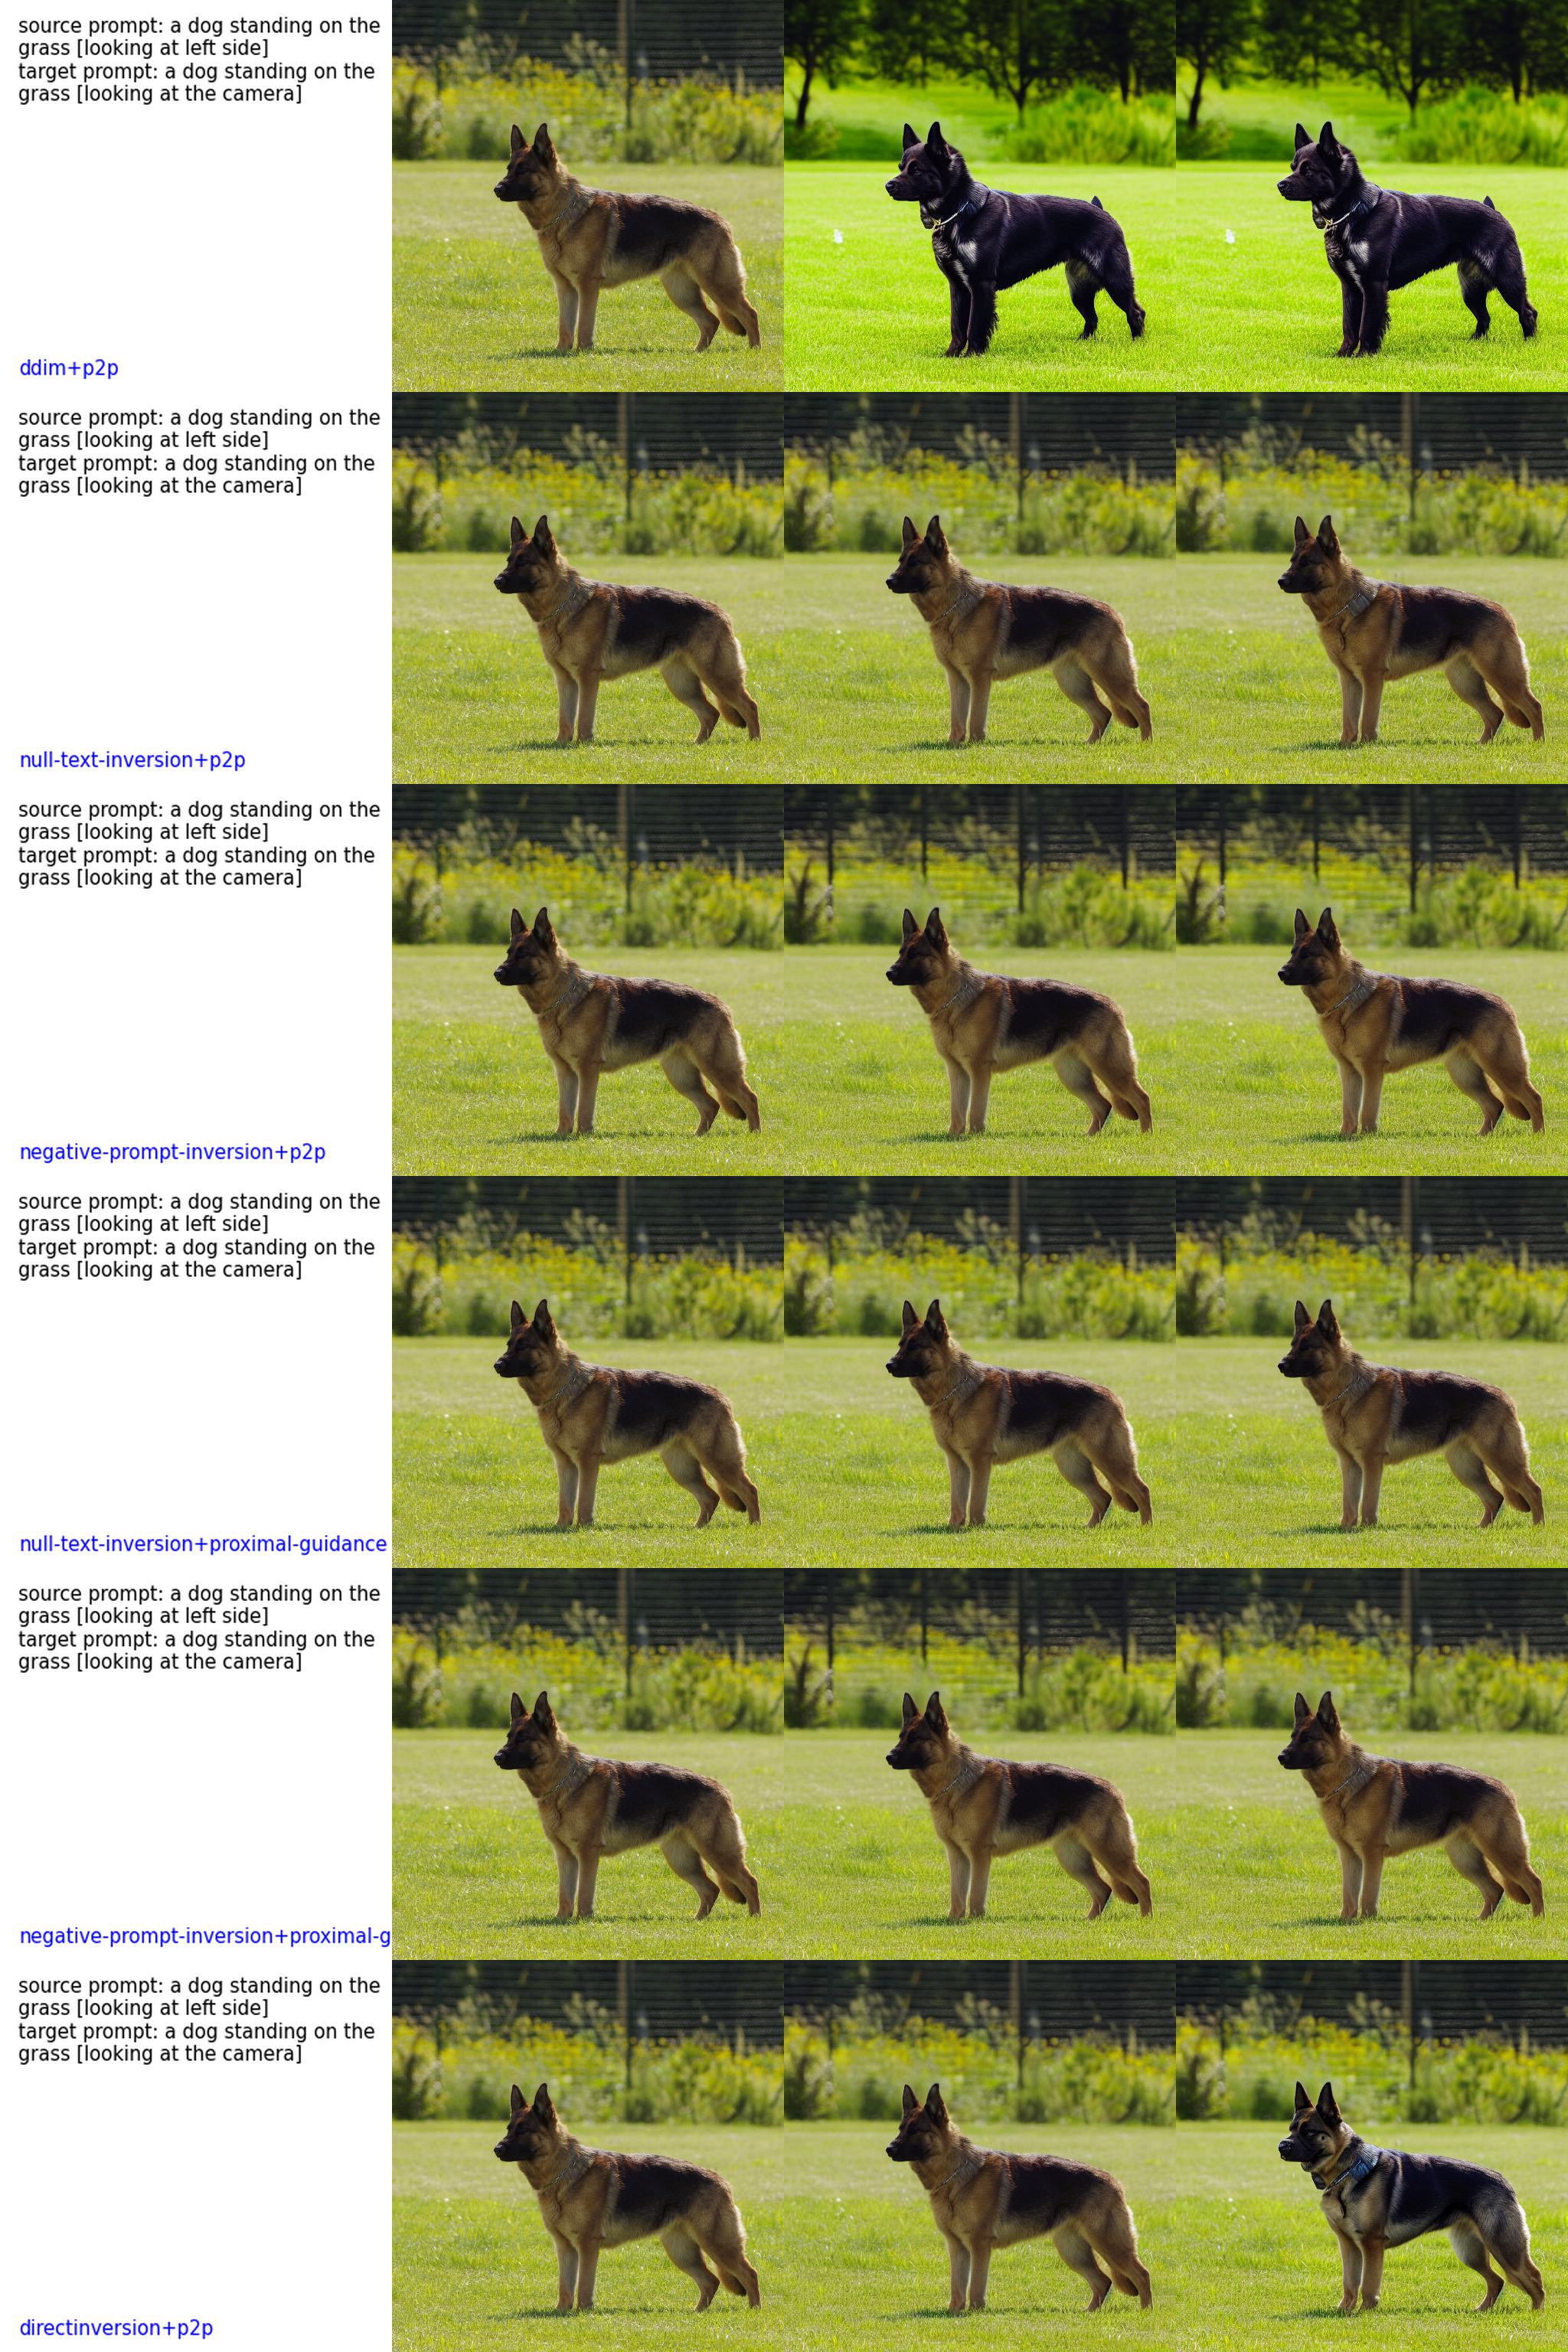 source prompt: a dog standing on the
grass [looking at left side]
target prompt: a dog standing on the
grass [looking at the camera]
ddim+p2p
source prompt: a dog standing on the
grass [looking at left side]
target prompt: a dog standing on the
grass [looking at the camera]
null-text-inversion+p2p
source prompt: a dog standing on the
grass [looking at left side]
target prompt: a dog standing on the
grass [looking at the camera]
negative-prompt-inversion+p2p
source prompt: a dog standing on the
grass [looking at left side]
target prompt: a dog standing on the
grass [looking at the camera]
null-text-inversion+proximal-guidance
source prompt: a dog standing on the
grass [looking at left side]
target prompt: a dog standing on the
grass [looking at the camera]
negative-prompt-inversion+proximal-g
source prompt: a dog standing on the
grass [looking at left side]
target prompt: a dog standing on the
grass [looking at the camera]
directinversion+p2p